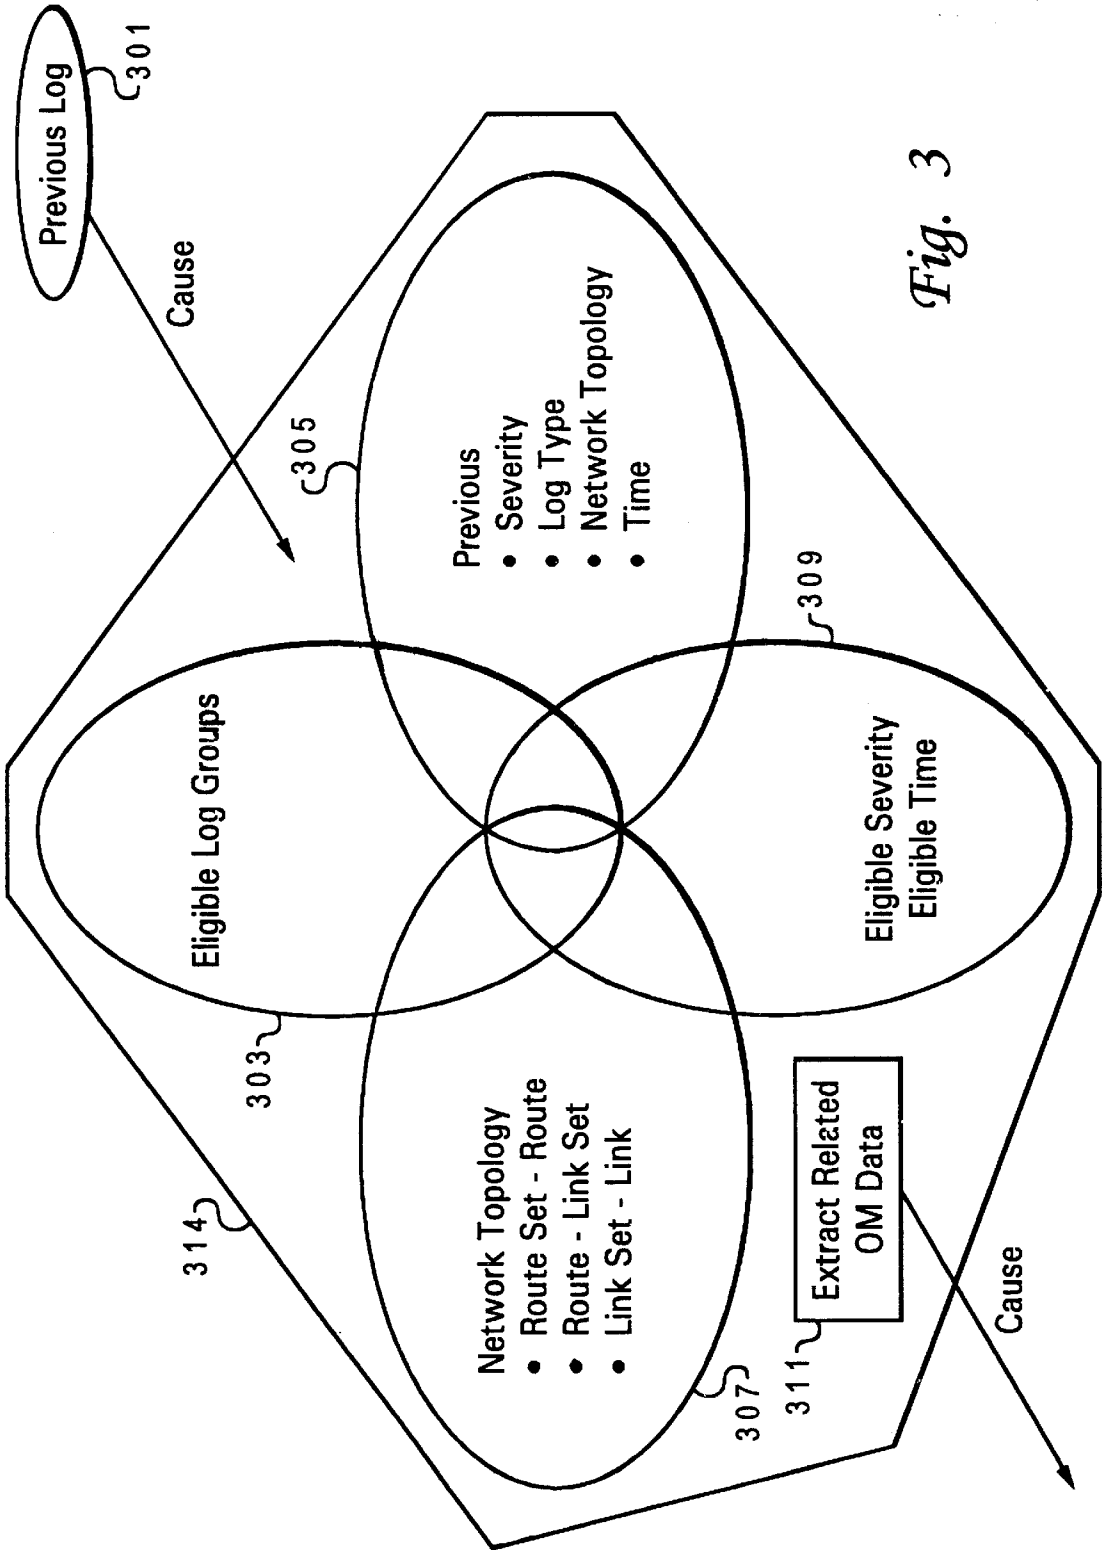 Previous Log
301
Cause
305
Previous
• Severity
• Log Type
• Network Topology
• Time
Eligible Log Groups
303
314
Network Topology
• Route Set - Route
• Route - Link Set
• Link Set - Link
307
309
Eligible Severity
Eligible Time
Extract Related
OM Data
311
Cause
Fig. 3